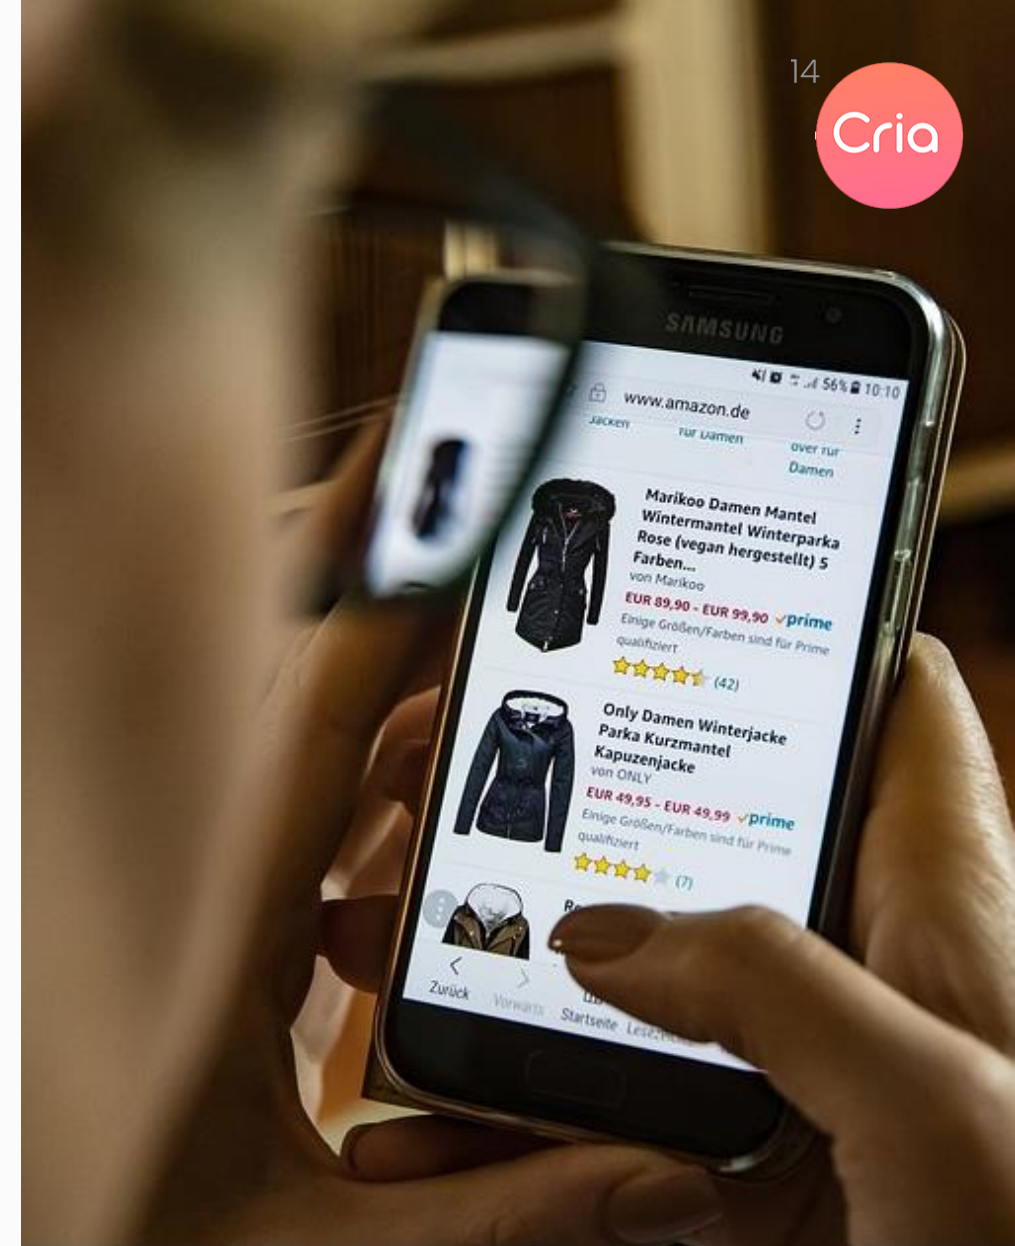 14
Cria
SAMSUNG
56% 10:10
www.amazon.de
Jacken
für Damen
over für
Damen
Marikoo Damen Mantel
Wintermantel Winterparka
Rose (vegan hergestellt) 5
Farben...
von Marikoo
EUR 89,90 - EUR 99,90 prime
Einige Größen/Farben sind für Prime
qualifiziert
(42)
Only Damen Winterjacke
Parka Kurzmantel
Kapuzenjacke
von ONLY
EUR 49,95 - EUR 49,99 prime
Einige Größen/Farben sind für Prime
qualifiziert
(7)
Zurück
Vorwärts
Startseite